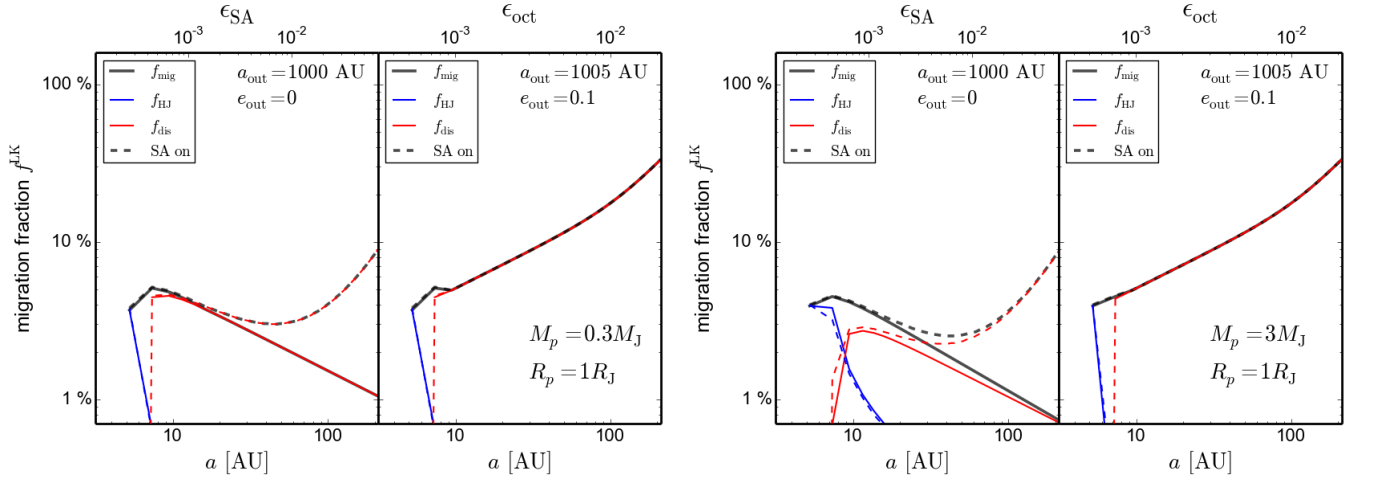 ϵ_SA
10⁻³ 10⁻²
ϵ_oct
10⁻³ 10⁻²
ϵ_SA
10⁻³ 10⁻²
ϵ_oct
10⁻³ 10⁻²
migration fraction f^LK
100 %
10 %
1 %
f_mig
f_HJ
f_dis
SA on
a_out=1000 AU
e_out=0
10 100
a [AU]
f_mig
f_HJ
f_dis
SA on
a_out=1005 AU
e_out=0.1
M_p=0.3M_J
R_p=1R_J
10 100
a [AU]
migration fraction f^LK
100 %
10 %
1 %
f_mig
f_HJ
f_dis
SA on
a_out=1000 AU
e_out=0
10 100
a [AU]
f_mig
f_HJ
f_dis
SA on
a_out=1005 AU
e_out=0.1
M_p=3M_J
R_p=1R_J
10 100
a [AU]